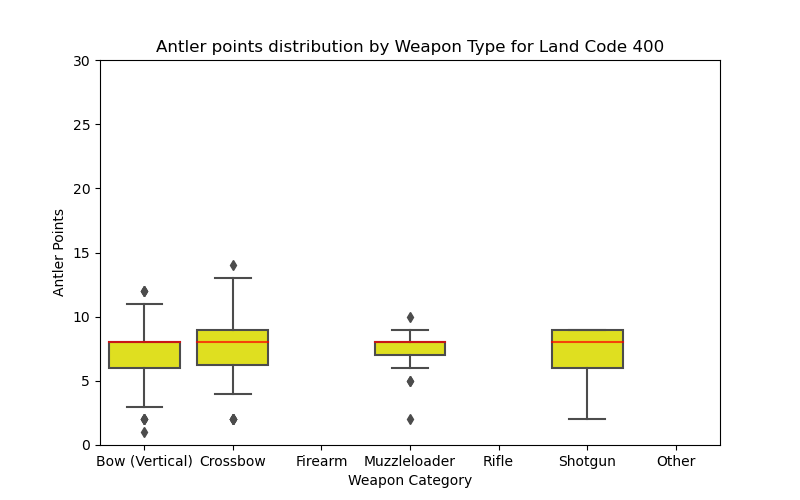 Antler points distribution by Weapon Type for Land Code 400
30
25
20
15
10
5
0
Antler Points
Bow (Vertical) Crossbow Firearm Muzzleloader Rifle Shotgun Other
Weapon Category